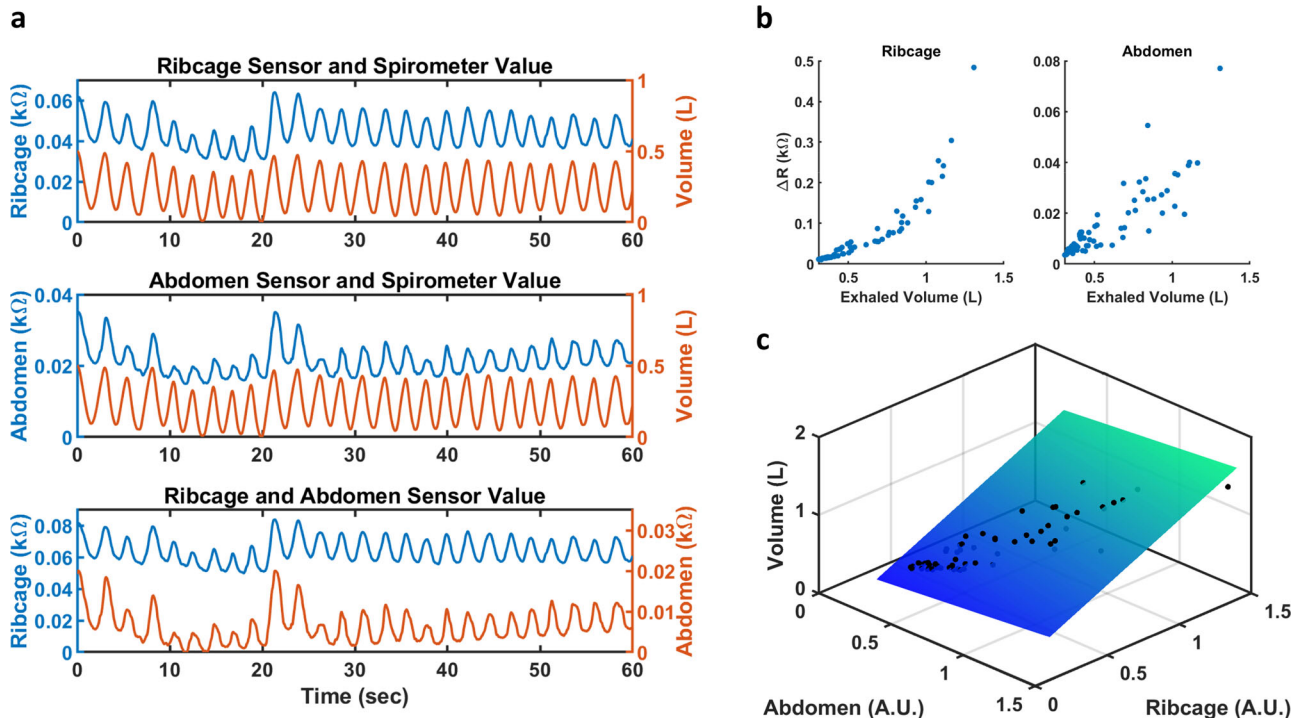 a
Ribcage Sensor and Spirometer Value
Ribcage (kΩ)
0.06
0.04
0.02
0
1
0.5
0
Volume (L)
0 10 20 30 40 50 60
Abdomen Sensor and Spirometer Value
Abdomen (kΩ)
0.04
0.02
0
1
0.5
0
Volume (L)
0 10 20 30 40 50 60
Ribcage and Abdomen Sensor Value
Ribcage (kΩ)
0.08
0.06
0.04
0.02
0
0.03
0.02
0.01
0
Abdomen (kΩ)
0 10 20 30 40 50 60
Time (sec)
b
Ribcage
ΔR (kΩ)
0.5
0.4
0.3
0.2
0.1
0
0.5 1 1.5
Exhaled Volume (L)
Abdomen
0.08
0.06
0.04
0.02
0
0.5 1 1.5
Exhaled Volume (L)
c
Volume (L)
2
1
0
0 0.5 1 1.5
Abdomen (A.U.)
0 0.5 1 1.5
Ribcage (A.U.)